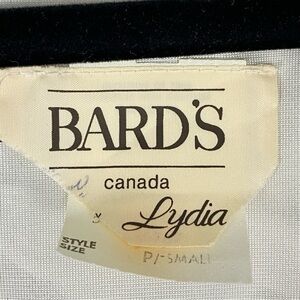 BARD'S
canada
Lydia
STYLE
SIZE
P/-SMALL